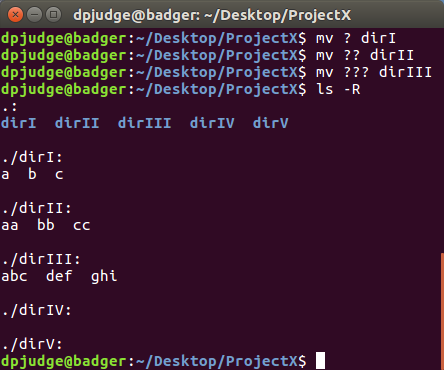 dpjudge@badger: ~/Desktop/ProjectX
dpjudge@badger:~/Desktop/ProjectX$ mv ? dirI
dpjudge@badger:~/Desktop/ProjectX$ mv ?? dirII
dpjudge@badger:~/Desktop/ProjectX$ mv ??? dirIII
dpjudge@badger:~/Desktop/ProjectX$ ls -R
.:
dirI  dirII  dirIII  dirIV  dirV

./dirI:
a  b  c

./dirII:
aa  bb  cc

./dirIII:
abc  def  ghi

./dirIV:

./dirV:
dpjudge@badger:~/Desktop/ProjectX$